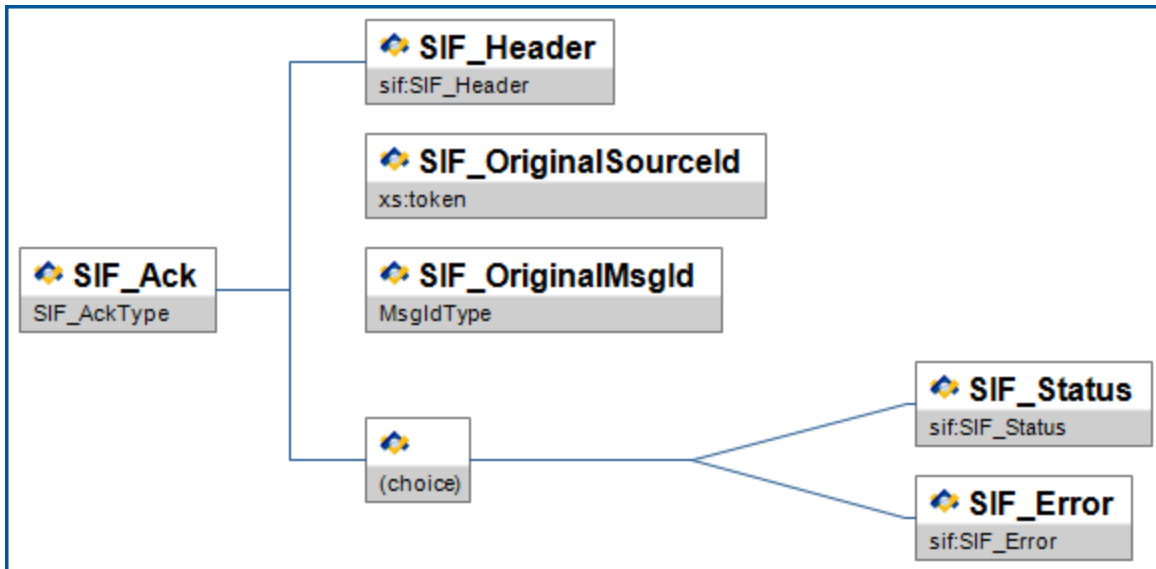 SIF_Header
sif:SIF_Header
SIF_OriginalSourceId
xs:token
SIF_Ack
SIF_AckType
SIF_OriginalMsgId
MsgIdType
SIF_Status
sif:SIF_Status
(choice)
SIF_Error
sif:SIF_Error